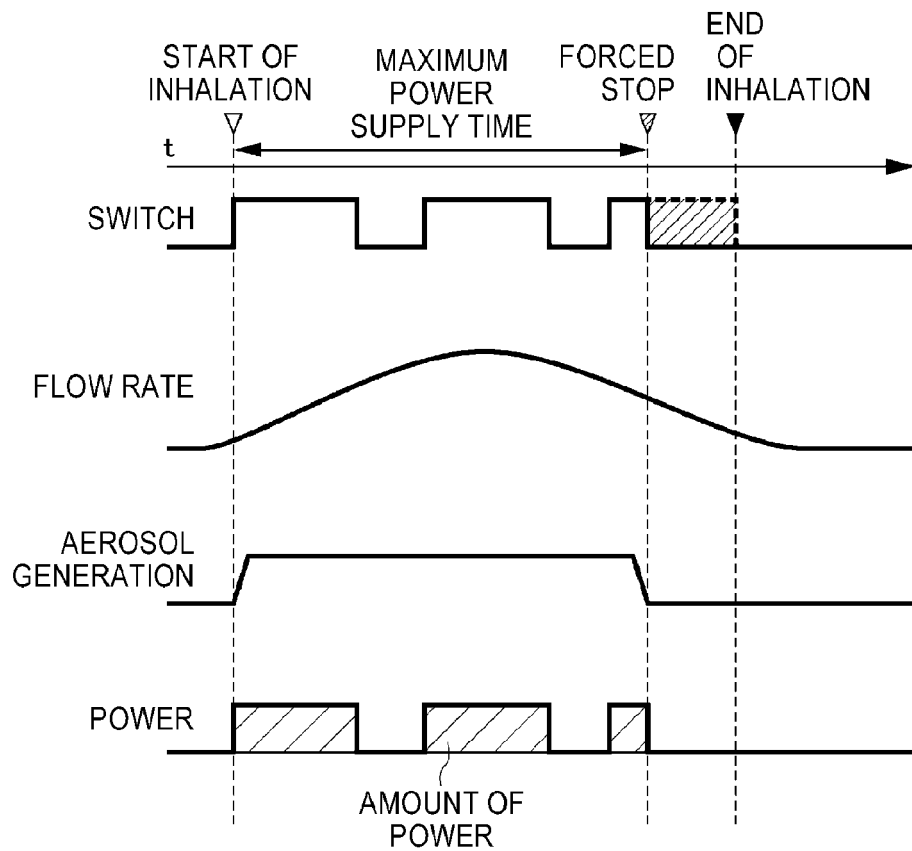 START OF
INHALATION
MAXIMUM
POWER
SUPPLY TIME
FORCED
STOP
END
OF
INHALATION
t
SWITCH
FLOW RATE
AEROSOL
GENERATION
POWER
AMOUNT OF
POWER